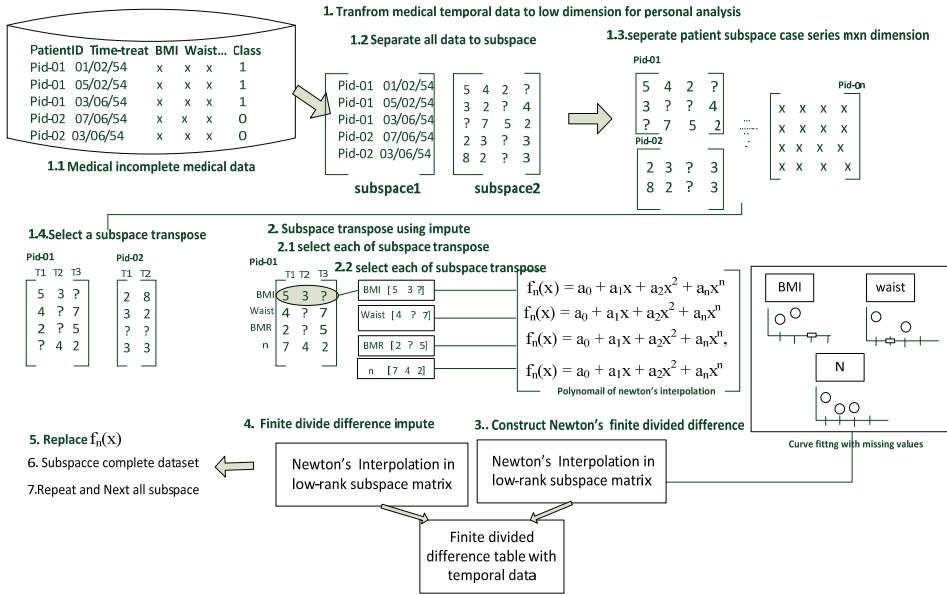 1. Tranfrom medical temporal data to low dimension for personal analysis
PatientID Time-treat BMI Waist... Class
Pid-01 01/02/54 x x x 1
Pid-01 05/02/54 x x x 1
Pid-01 03/06/54 x x x 1
Pid-02 07/06/54 x x x 0
Pid-02 03/06/54 x x x 0
1.1 Medical incomplete medical data
1.2 Separate all data to subspace
Pid-01 01/02/54
Pid-01 05/02/54
Pid-01 03/06/54
Pid-02 07/06/54
Pid-02 03/06/54
subspace1
5 4 2 ?
3 2 ? 4
? 7 5 2
2 3 ? 3
8 2 ? 3
subspace2
1.3.seperate patient subspace case series mxn dimension
Pid-01
5 4 2 ?
3 ? ? 4
? 7 5 2
Pid-02
2 3 ? 3
8 2 ? 3
Pid-0n
x x x x
x x x x
x x x x
x x x x
1.4.Select a subspace transpose
Pid-01
T1 T2 T3
5 3 ?
4 ? 7
2 ? 5
? 4 2
Pid-02
T1 T2
2 8
3 2
? ?
3 3
2. Subspace transpose using impute
2.1 select each of subspace transpose
2.2 select each of subspace transpose
Pid-01
T1 T2 T3
BMI 5 3 ?
Waist 4 ? 7
BMR 2 ? 5
n 7 4 2
BMI [ 5 3 ?]
Waist [4 ? 7]
BMR [ 2 ? 5]
n [7 4 2]
fn(x) = a0 + a1x + a2x2 + anxn
fn(x) = a0 + a1x + a2x2 + anxn
fn(x) = a0 + a1x + a2x2 + anxn,
fn(x) = a0 + a1x + a2x2 + anxn
Polynomail of newton's interpolation
BMI
waist
N
Curve fittng with missing values
3.. Construct Newton's finite divided difference
Newton's Interpolation in
low-rank subspace matrix
4. Finite divide difference impute
Newton's Interpolation in
low-rank subspace matrix
Finite divided
difference table with
temporal data
5. Replace fn(x)
6. Subspacce complete dataset
7.Repeat and Next all subspace